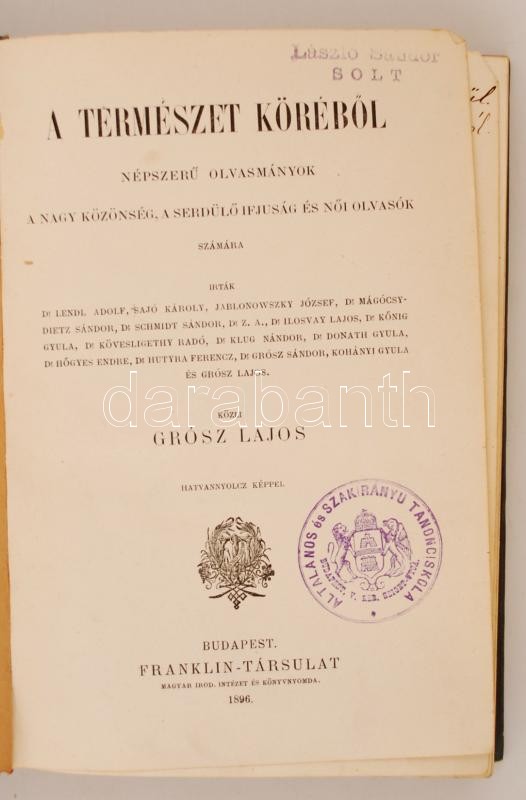 László Sándor
SOLT
A TERMÉSZET KÖRÉBŐL
NÉPSZERŰ OLVASMÁNYOK
A NAGY KÖZÖNSÉG, A SERDÜLŐ IFJUSÁG ÉS NŐI OLVASÓK
SZÁMÁRA
IRTÁK
Dr LENDL ADOLF, SAJÓ KÁROLY, JABLONOWSZKY JÓZSEF, Dr MÁGÓCSY-
DIETZ SÁNDOR, Dr SCHMIDT SÁNDOR, Dr Z. A., Dr ILOSVAY LAJOS, Dr KŐNIG
GYULA, Dr KÖVESLIGETHY RADÓ, Dr KLUG NÁNDOR, Dr DONATH GYULA,
Dr HŐGYES ENDRE, Dr HUTYRA FERENCZ, Dr GRÓSZ SÁNDOR, KOHÁNYI GYULA
ÉS GRÓSZ LAJOS.
KÖZLI
GRÓSZ LAJOS
HATVANNYOLCZ KÉPPEL
darabanth
ÁLTALÁNOS és SZAKIRÁNYU TANONCISKOLA
BUDAPEST, V. KER.
BUDAPEST.
FRANKLIN-TÁRSULAT
MAGYAR IROD. INTÉZET ÉS KÖNYVNYOMDA.
1896.